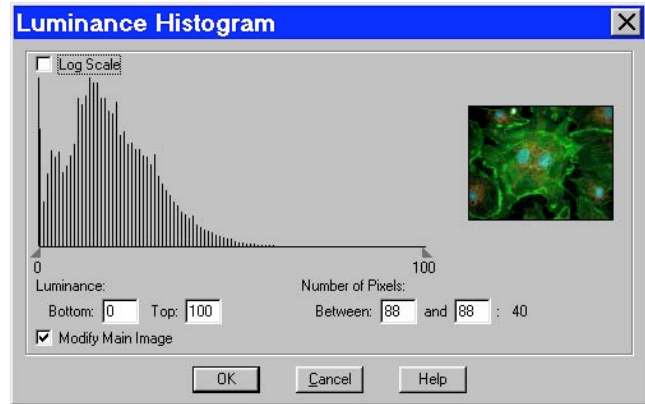 Luminance Histogram
Log Scale
0 100
Luminance: Number of Pixels:
Bottom: 0 Top: 100 Between: 88 and 88 : 40
Modify Main Image
OK Cancel Help